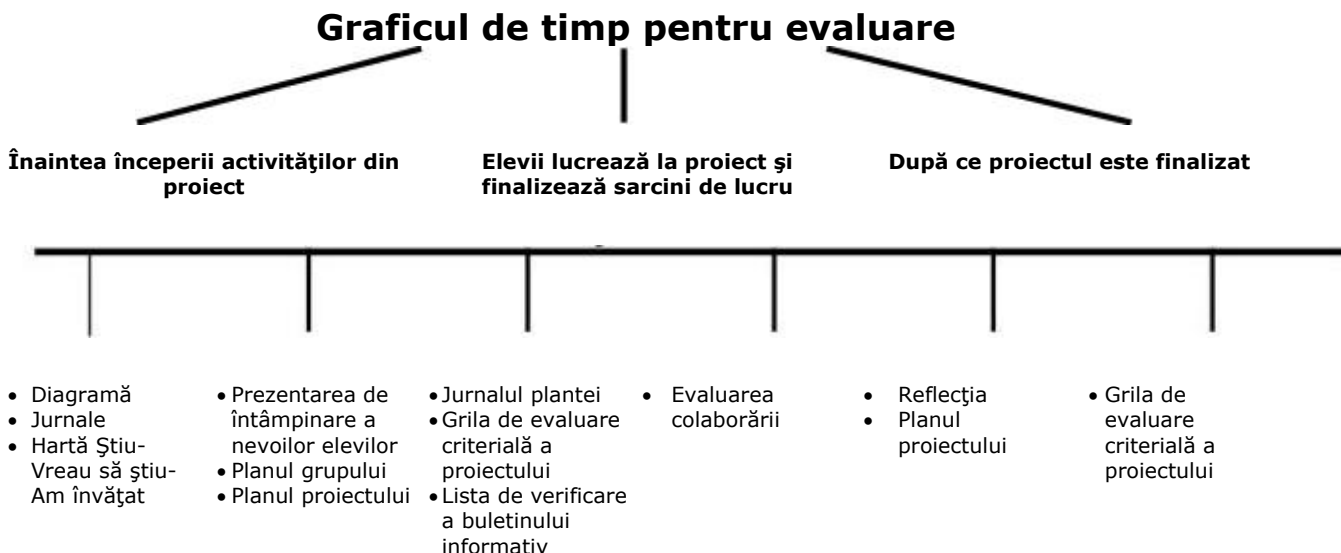 Graficul de timp pentru evaluare
Înaintea începerii activităţilor din
proiect
Elevii lucrează la proiect şi
finalizează sarcini de lucru
După ce proiectul este finalizat
• Diagramă
• Jurnale
• Hartă Ştiu-
Vreau să ştiu-
Am învăţat
• Prezentarea de
întâmpinare a
nevoilor elevilor
• Planul grupului
• Planul proiectului
• Jurnalul plantei
• Grila de evaluare
criterială a
proiectului
• Lista de verificare
a buletinului
informativ
• Evaluarea
colaborării
• Reflecţia
• Planul
proiectului
• Grila de
evaluare
criterială a
proiectului